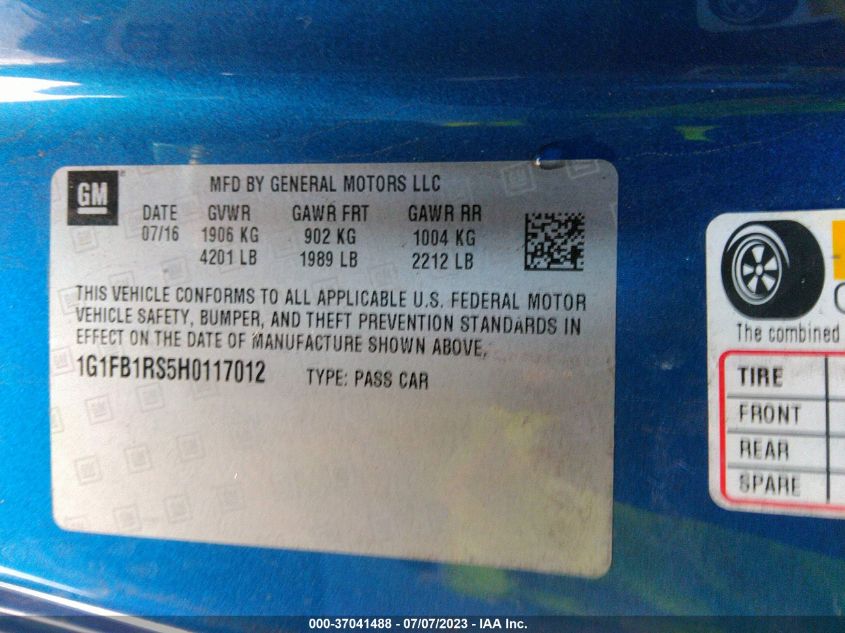 GM
MFD BY GENERAL MOTORS LLC
DATE GVWR GAWR FRT GAWR RR
07/16 1906 KG 902 KG 1004 KG
4201 LB 1989 LB 2212 LB
THIS VEHICLE CONFORMS TO ALL APPLICABLE U.S. FEDERAL MOTOR
VEHICLE SAFETY, BUMPER, AND THEFT PREVENTION STANDARDS IN
EFFECT ON THE DATE OF MANUFACTURE SHOWN ABOVE.
1G1FB1RS5H0117012 TYPE: PASS CAR
The combined
TIRE
FRONT
REAR
SPARE
000-37041488 - 07/07/2023 - IAA Inc.